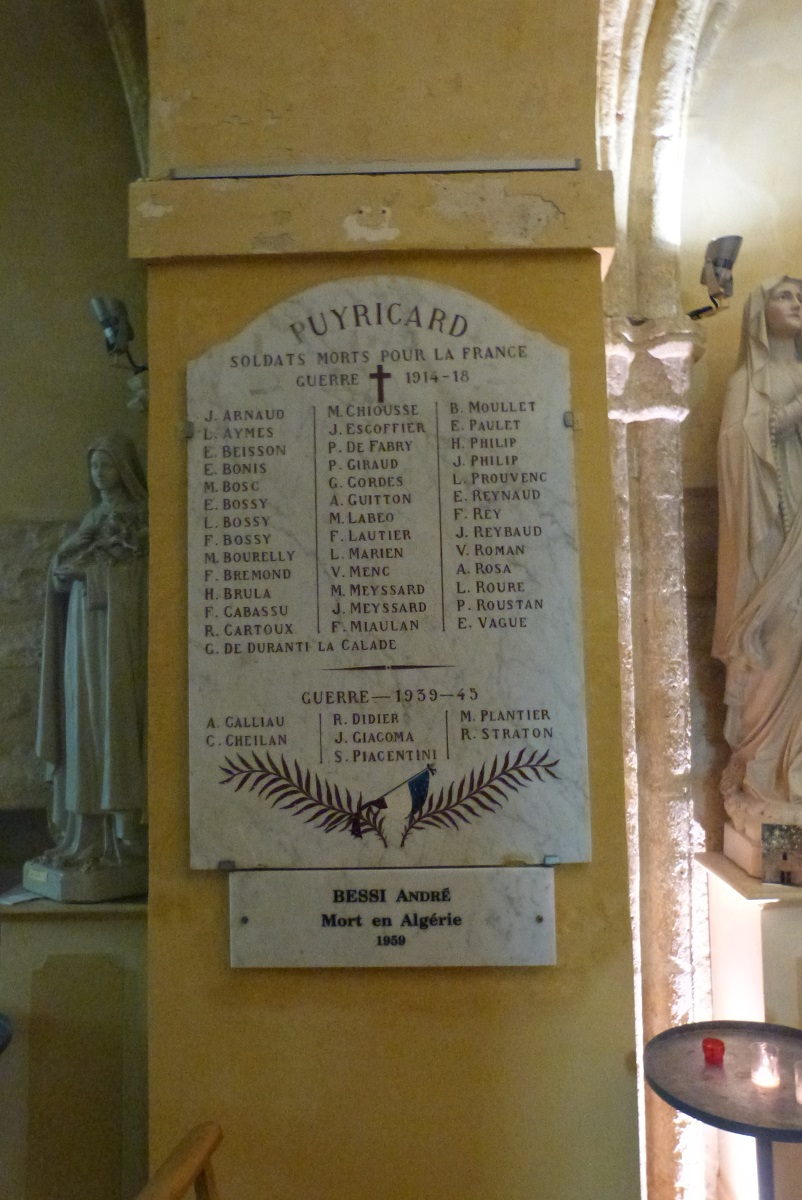 PUYRICARD
SOLDATS MORTS POUR LA FRANCE
GUERRE 1914-18
J. ARNAUD
L. AYMES
E. BEISSON
E. BONIS
M. BOSC
E. BOSSY
L. BOSSY
F. BOSSY
M. BOURELLY
F. BREMOND
H. BRULA
F. CABASSU
R. CARTOUX
G. DE DURANTI LA CALADE
M. CHIOUSSE
J. ESCOFFIER
P. DE FABRY
P. GIRAUD
G. GORDES
A. GUITTON
M. LABEO
F. LAUTIER
L. MARIEN
V. MENC
M. MEYSSARD
J. MEYSSARD
F. MIAULAN
B. MOULLET
E. PAULET
H. PHILIP
J. PHILIP
L. PROUVENC
E. REYNAUD
F. REY
J. REYBAUD
V. ROMAN
A. ROSA
L. ROURE
P. ROUSTAN
E. VAGUE
GUERRE - 1939-45
A. GALLIAU
C. CHEILAN
R. DIDIER
J. GIACOMA
S. PIACENTINI
M. PLANTIER
R. STRATON
BESSI ANDRÉ
Mort en Algérie
1959